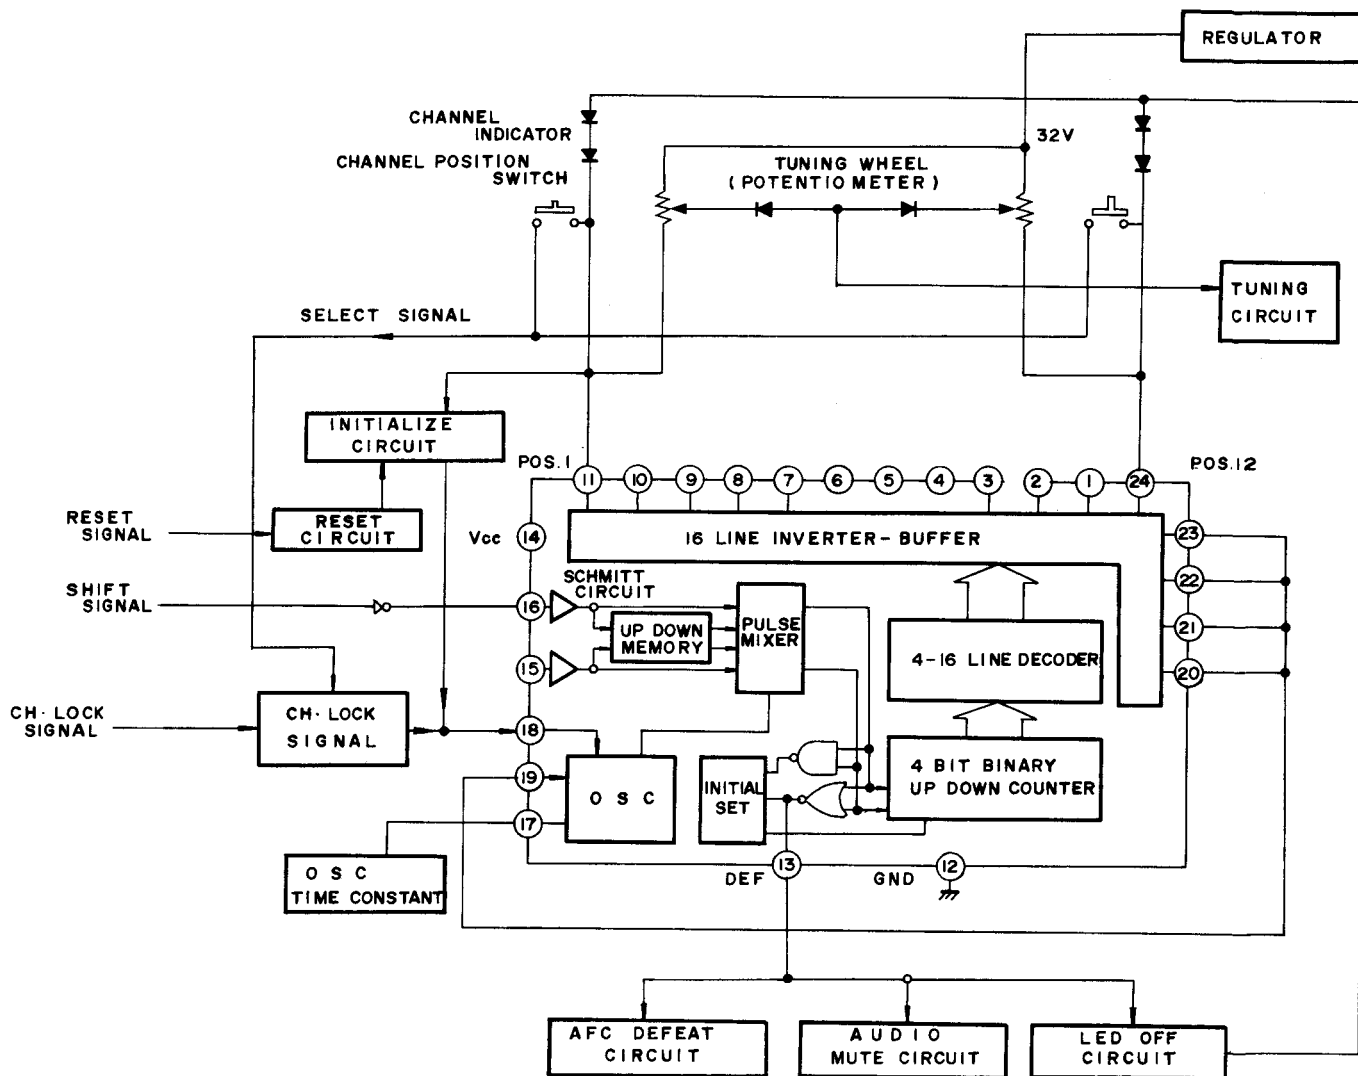 REGULATOR
CHANNEL
INDICATOR
CHANNEL POSITION
SWITCH
32V
TUNING WHEEL
(POTENTIO METER)
TUNING
CIRCUIT
SELECT SIGNAL
INITIALIZE
CIRCUIT
POS.1
POS.12
11
10
9
8
7
6
5
4
3
2
1
24
RESET
SIGNAL
RESET
CIRCUIT
Vcc
14
16 LINE INVERTER-BUFFER
23
22
21
20
SHIFT
SIGNAL
16
SCHMITT
CIRCUIT
UP DOWN
MEMORY
PULSE
MIXER
15
4-16 LINE DECODER
CH·LOCK
SIGNAL
CH·LOCK
SIGNAL
18
19
17
OSC
INITIAL
SET
4 BIT BINARY
UP DOWN COUNTER
OSC
TIME CONSTANT
DEF
13
GND
12
AFC DEFEAT
CIRCUIT
AUDIO
MUTE CIRCUIT
LED OFF
CIRCUIT